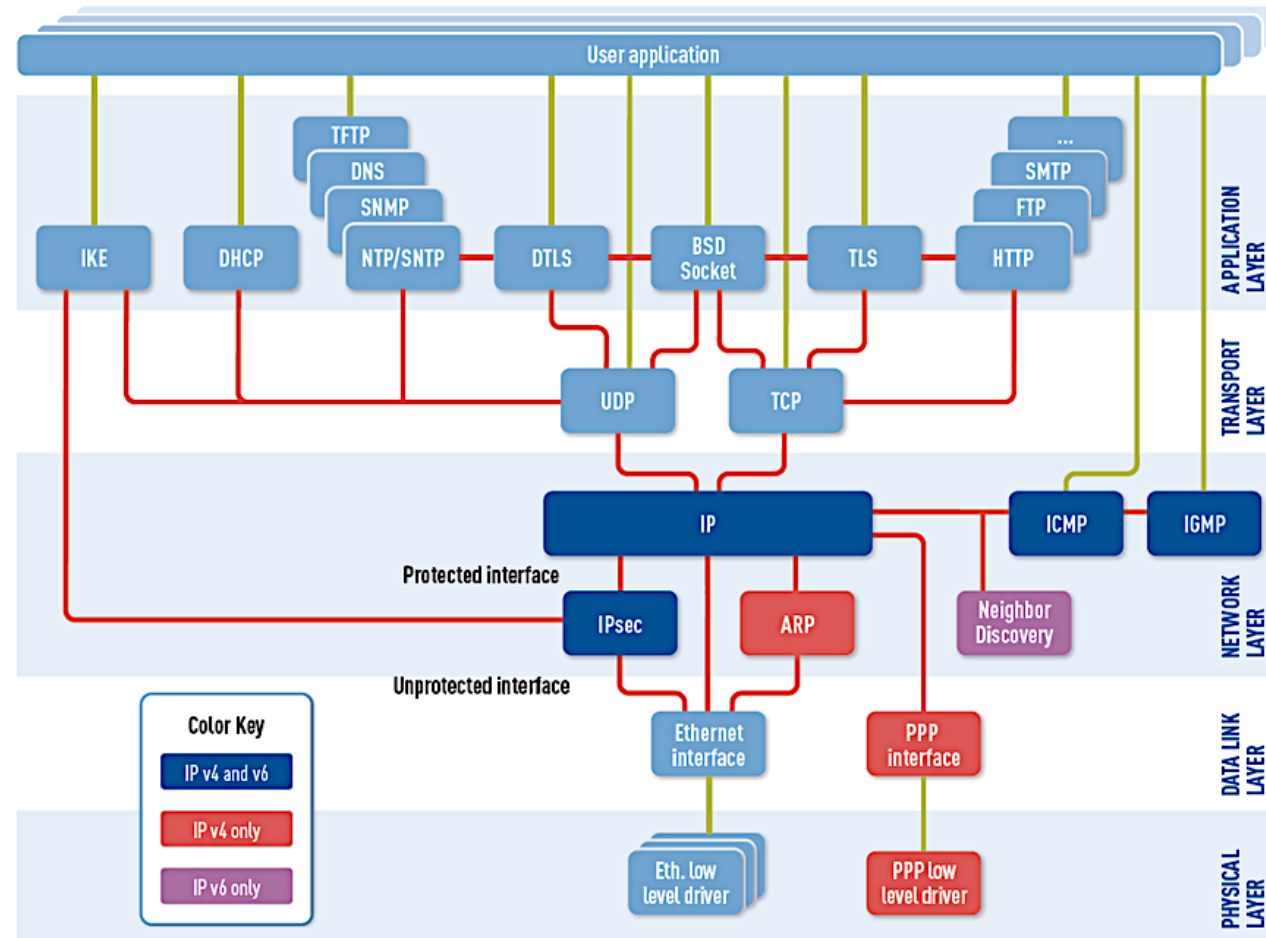 User application
TFTP
DNS
SNMP
NTP/SNTP
...
SMTP
FTP
HTTP
IKE
DHCP
DTLS
BSD
Socket
TLS
APPLICATION
LAYER
UDP
TCP
TRANSPORT
LAYER
IP
ICMP
IGMP
Protected interface
IPsec
ARP
Neighbor
Discovery
NETWORK
LAYER
Unprotected interface
Ethernet
interface
PPP
interface
DATA LINK
LAYER
Color Key
IP v4 and v6
IP v4 only
IP v6 only
Eth. low
level driver
PPP low
level driver
PHYSICAL
LAYER